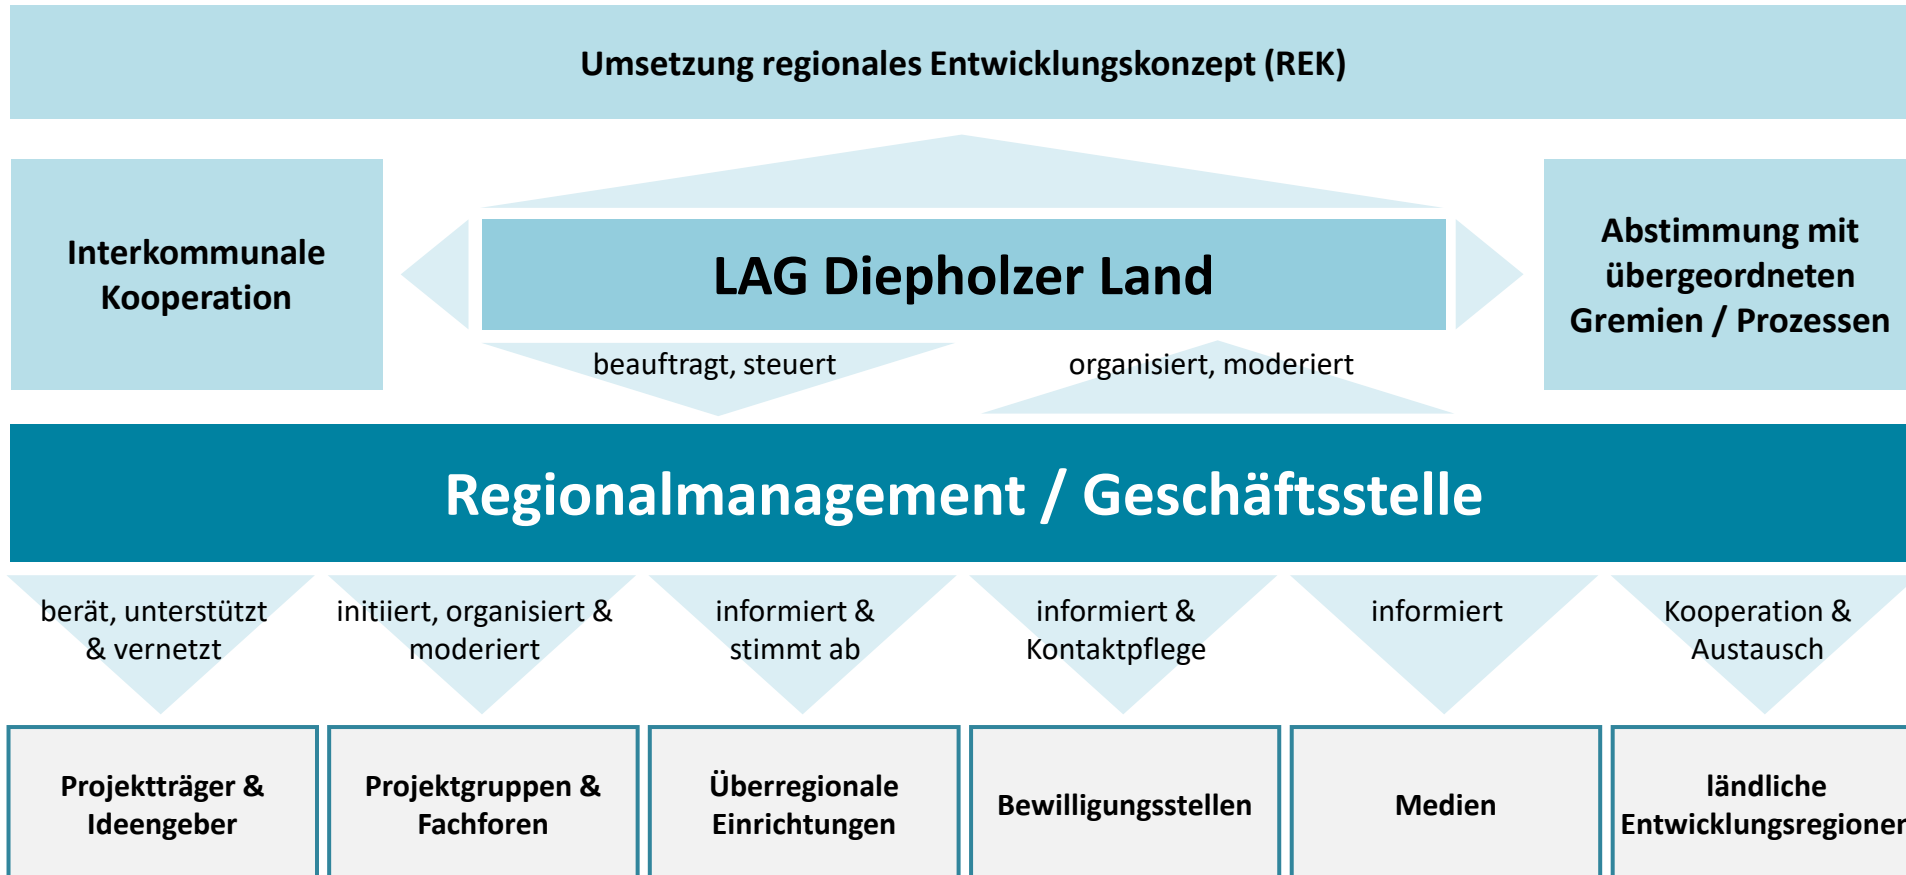 Umsetzung regionales Entwicklungskonzept (REK)
Interkommunale
Kooperation
LAG Diepholzer Land
Abstimmung mit
übergeordneten
Gremien / Prozessen
beauftragt, steuert
organisiert, moderiert
Regionalmanagement / Geschäftsstelle
berät, unterstützt
& vernetzt
initiiert, organisiert &
moderiert
informiert &
stimmt ab
informiert &
Kontaktpflege
informiert
Kooperation &
Austausch
Projektträger &
Ideengeber
Projektgruppen &
Fachforen
Überregionale
Einrichtungen
Bewilligungsstellen
Medien
ländliche
Entwicklungsregionen